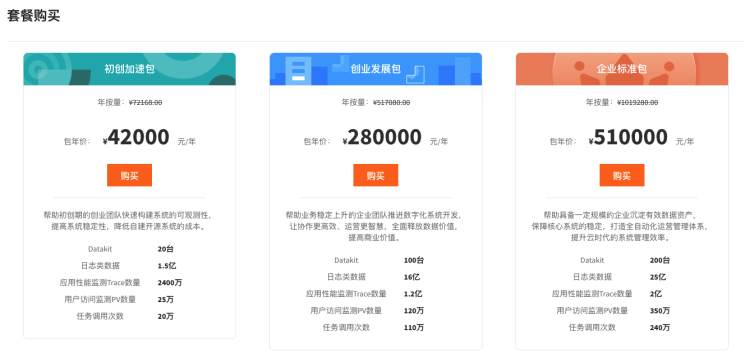 套餐购买
初创加速包
年按量： ¥72168.00
包年价： ¥42000 元/年
购买
帮助初创期的创业团队快速构建系统的可观测性，
提高系统稳定性，降低自建开源系统的成本。
Datakit 20台
日志类数据 1.5亿
应用性能监测Trace数量 2400万
用户访问监测PV数量 25万
任务调用次数 20万
创业发展包
年按量： ¥517080.00
包年价： ¥280000 元/年
购买
帮助业务稳定上升的企业团队推进数字化系统开发，
让协作更高效、运营更智慧，全面释放数据价值，
提高商业价值。
Datakit 100台
日志类数据 16亿
应用性能监测Trace数量 1.2亿
用户访问监测PV数量 120万
任务调用次数 110万
企业标准包
年按量： ¥1019280.00
包年价： ¥510000 元/年
购买
帮助具备一定规模的企业沉淀有效数据资产，
保障核心系统的稳定，打造全自动化运营管理体系，
提升云时代的系统管理效率。
Datakit 200台
日志类数据 25亿
应用性能监测Trace数量 2亿
用户访问监测PV数量 350万
任务调用次数 240万